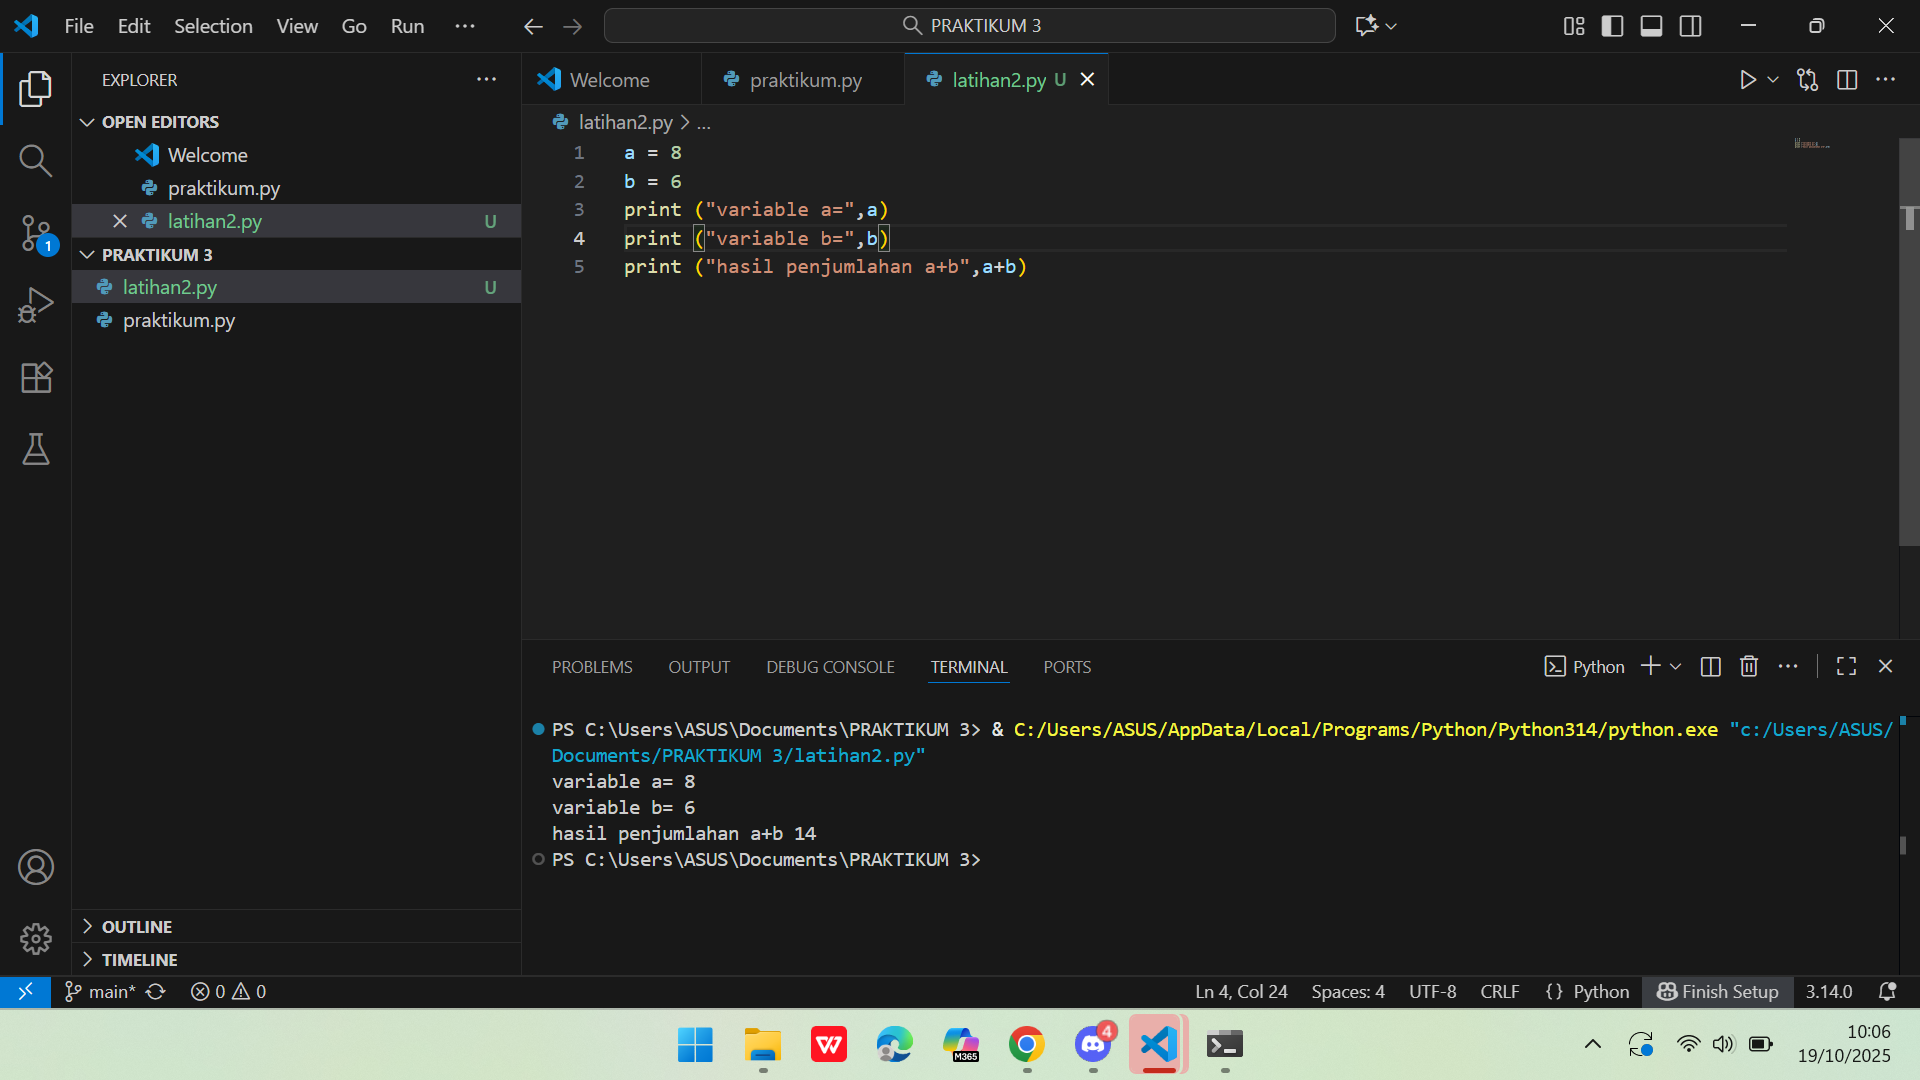 File Edit Selection View Go Run
PRAKTIKUM 3
EXPLORER
OPEN EDITORS
Welcome
praktikum.py
latihan2.py U
PRAKTIKUM 3
latihan2.py U
praktikum.py
OUTLINE
TIMELINE
1
Welcome praktikum.py latihan2.py U
latihan2.py > ...
1 a = 8
2 b = 6
3 print ("variable a=",a)
4 print ("variable b=",b)
5 print ("hasil penjumlahan a+b",a+b)
PROBLEMS OUTPUT DEBUG CONSOLE TERMINAL PORTS
Python
PS C:\Users\ASUS\Documents\PRAKTIKUM 3> & C:/Users/ASUS/AppData/Local/Programs/Python/Python314/python.exe "c:/Users/ASUS/
Documents/PRAKTIKUM 3/latihan2.py"
variable a= 8
variable b= 6
hasil penjumlahan a+b 14
PS C:\Users\ASUS\Documents\PRAKTIKUM 3>
main* 0 0 Ln 4, Col 24 Spaces: 4 UTF-8 CRLF {} Python Finish Setup 3.14.0
W M365 4
10:06
19/10/2025